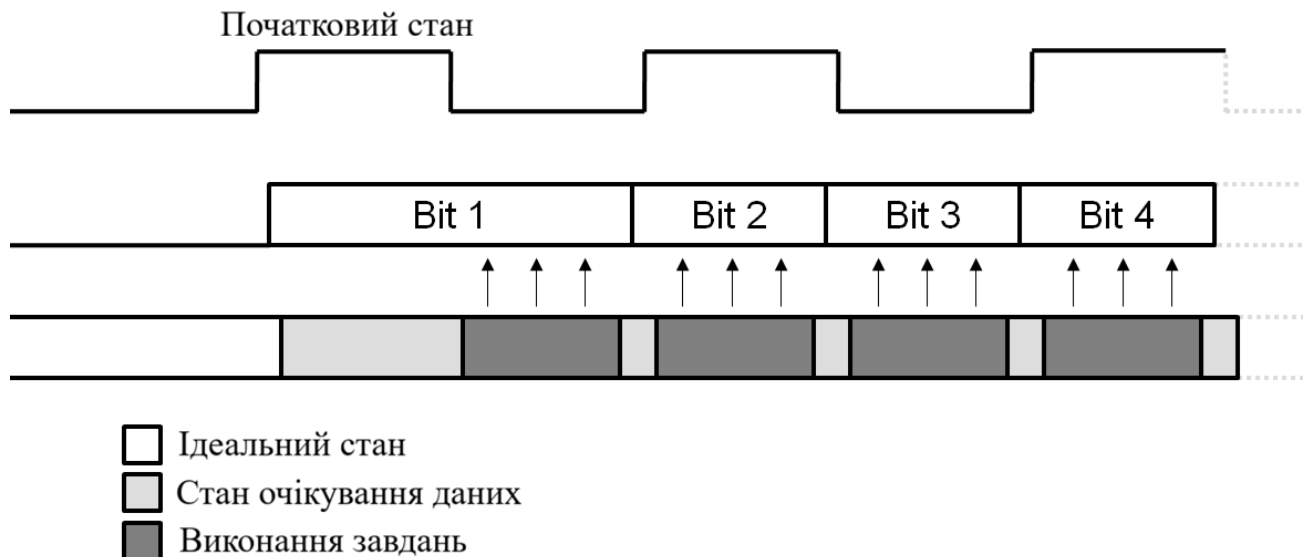 Початковий стан
Bit 1 Bit 2 Bit 3 Bit 4
Ідеальний стан
Стан очікування даних
Виконання завдань